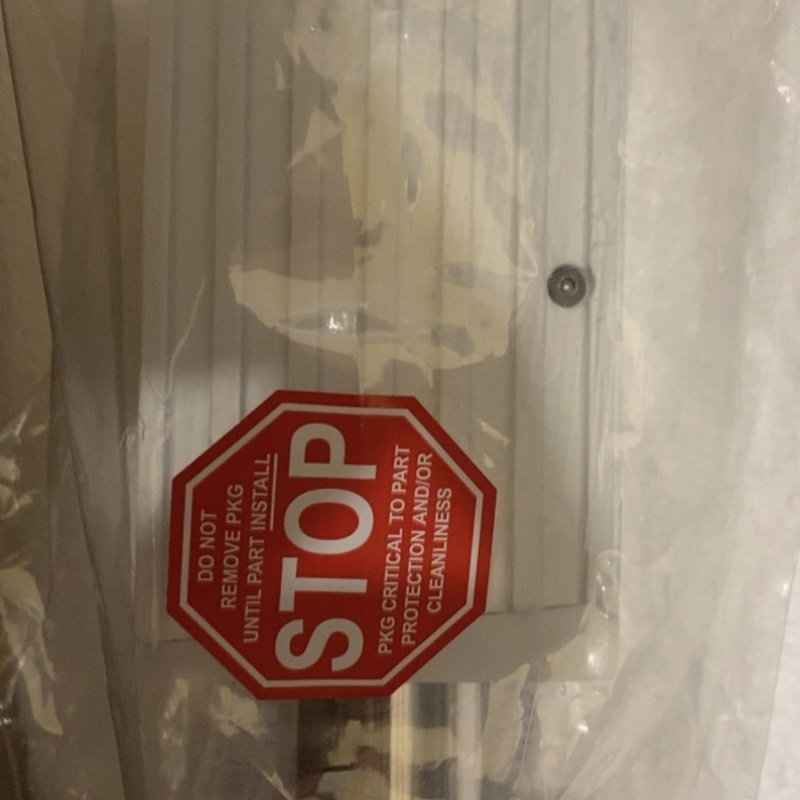 DO NOT
REMOVE PKG
UNTIL PART INSTALL
STOP
PKG CRITICAL TO PART
PROTECTION AND/OR
CLEANLINESS